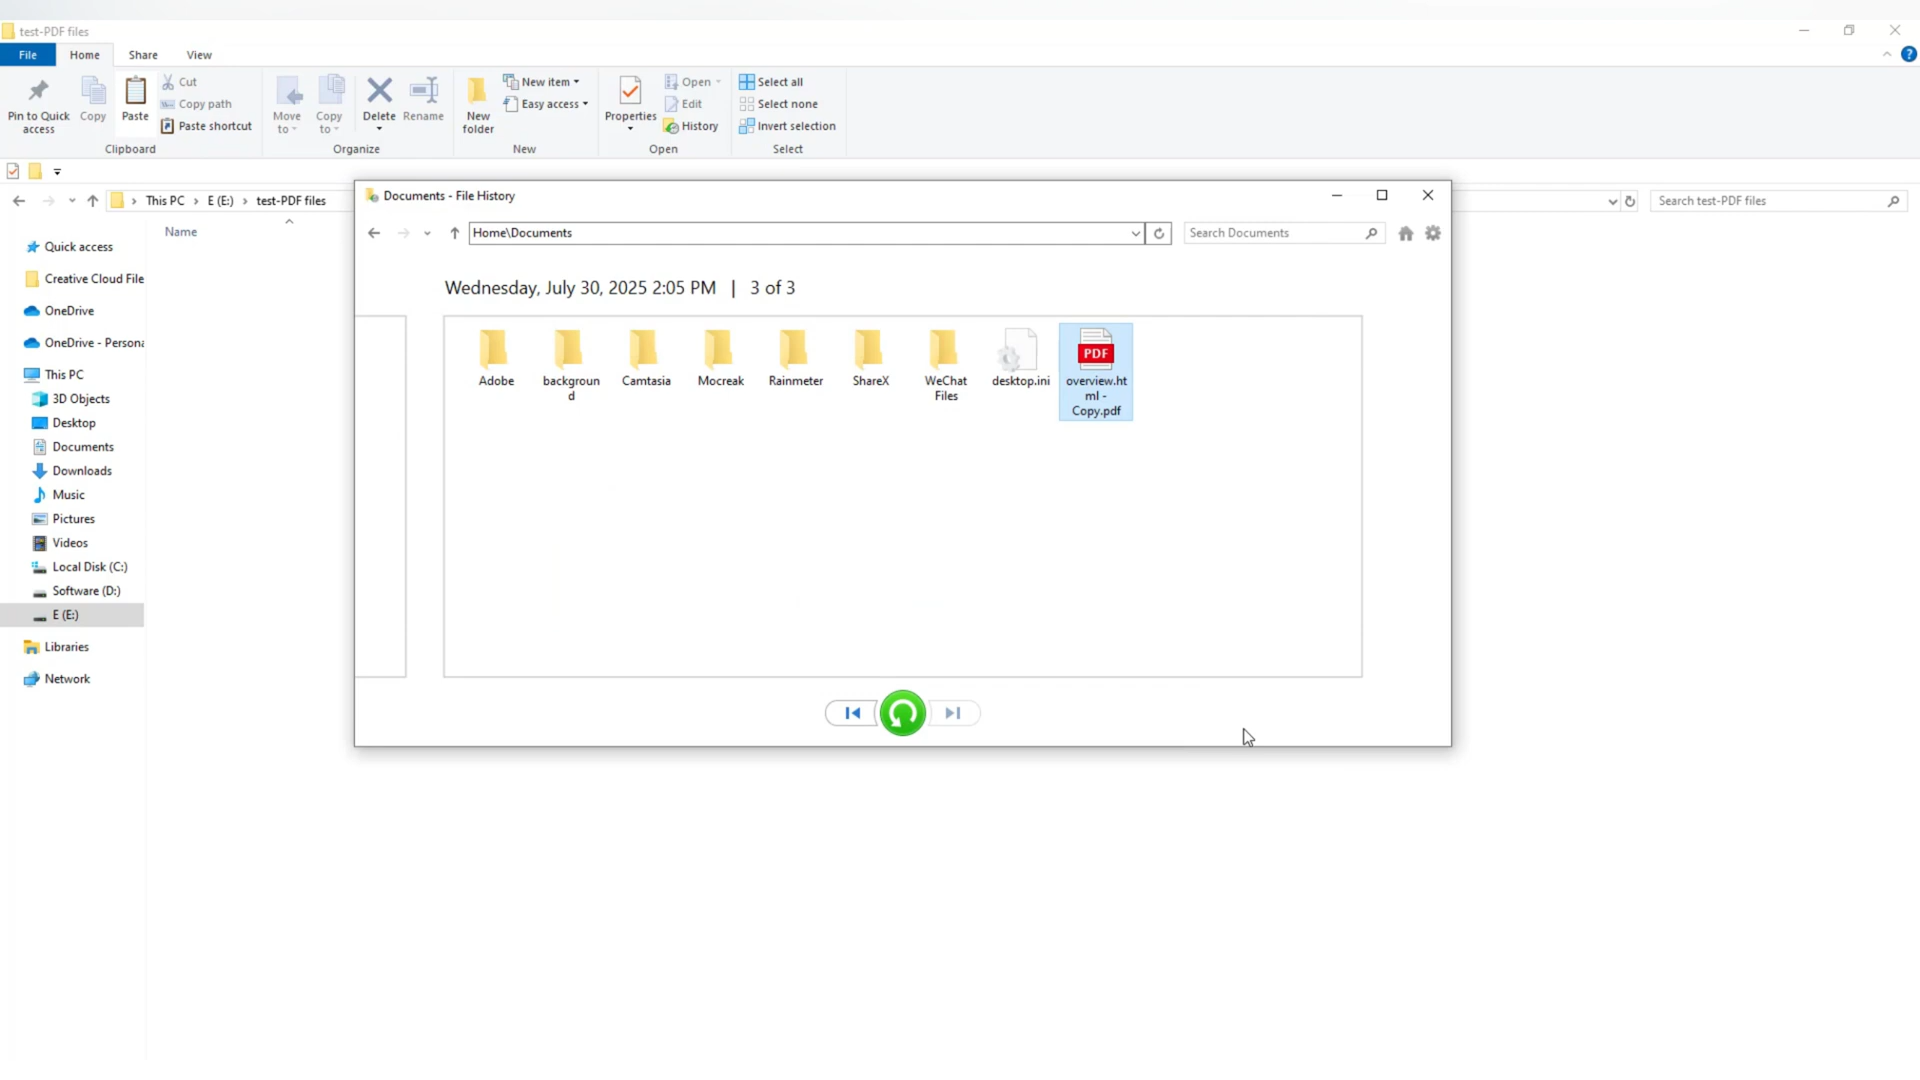 test-PDF files
File Home Share View
Pin to Quick access
Copy
Paste
Cut
Copy path
Paste shortcut
Clipboard
Move to
Copy to
Delete
Rename
Organize
New folder
New item
Easy access
New
Properties
Open
Edit
History
Open
Select all
Select none
Invert selection
Select
This PC > E (E:) > test-PDF files
Search test-PDF files
Name
Quick access
Creative Cloud File
OneDrive
OneDrive - Persona
This PC
3D Objects
Desktop
Documents
Downloads
Music
Pictures
Videos
Local Disk (C:)
Software (D:)
E (E:)
Libraries
Network
Documents - File History
Home\Documents
Search Documents
Wednesday, July 30, 2025 2:05 PM | 3 of 3
Adobe
backgroun
d
Camtasia
Mocreak
Rainmeter
ShareX
WeChat
Files
desktop.ini
PDF
overview.ht
ml -
Copy.pdf